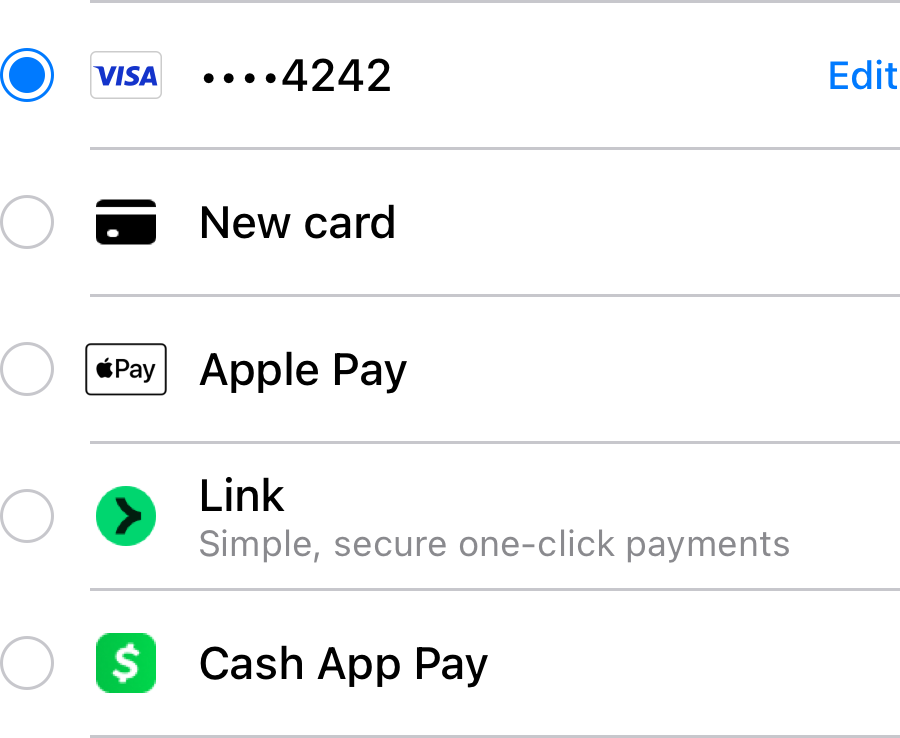 VISA ••••4242 Edit
New card
Pay Apple Pay
Link
Simple, secure one-click payments
$ Cash App Pay